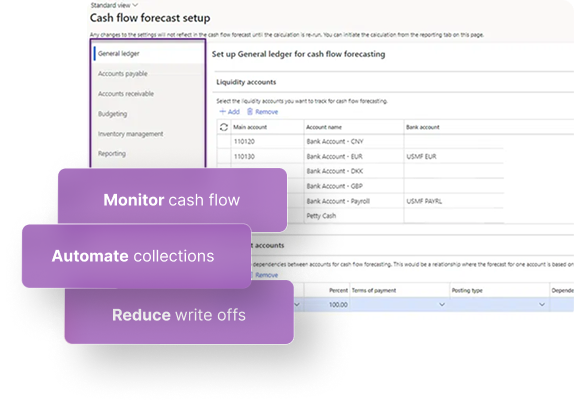 Standard view
Cash flow forecast setup
Any changes to the settings will not reflect in the cash flow forecast until the calculation is re-run. You can initiate the calculation from the reporting tab on this page.
General ledger
Accounts payable
Accounts receivable
Budgeting
Inventory management
Reporting
Set up General ledger for cash flow forecasting
Liquidity accounts
Select the liquidity accounts you want to track for cash flow forecasting.
+ Add Remove
Main account Account name Bank account
110120 Bank Account - CNY
110130 Bank Account - EUR USMF EUR
Bank Account - DKK
Bank Account - GBP
Bank Account - Payroll USMF PAYRL
Petty Cash
Monitor cash flow
Automate collections
Reduce write offs
accounts
dependencies between accounts for cash flow forecasting. This would be a relationship where the forecast for one account is based on
Remove
Percent Terms of payment Posting type Depende
100.00